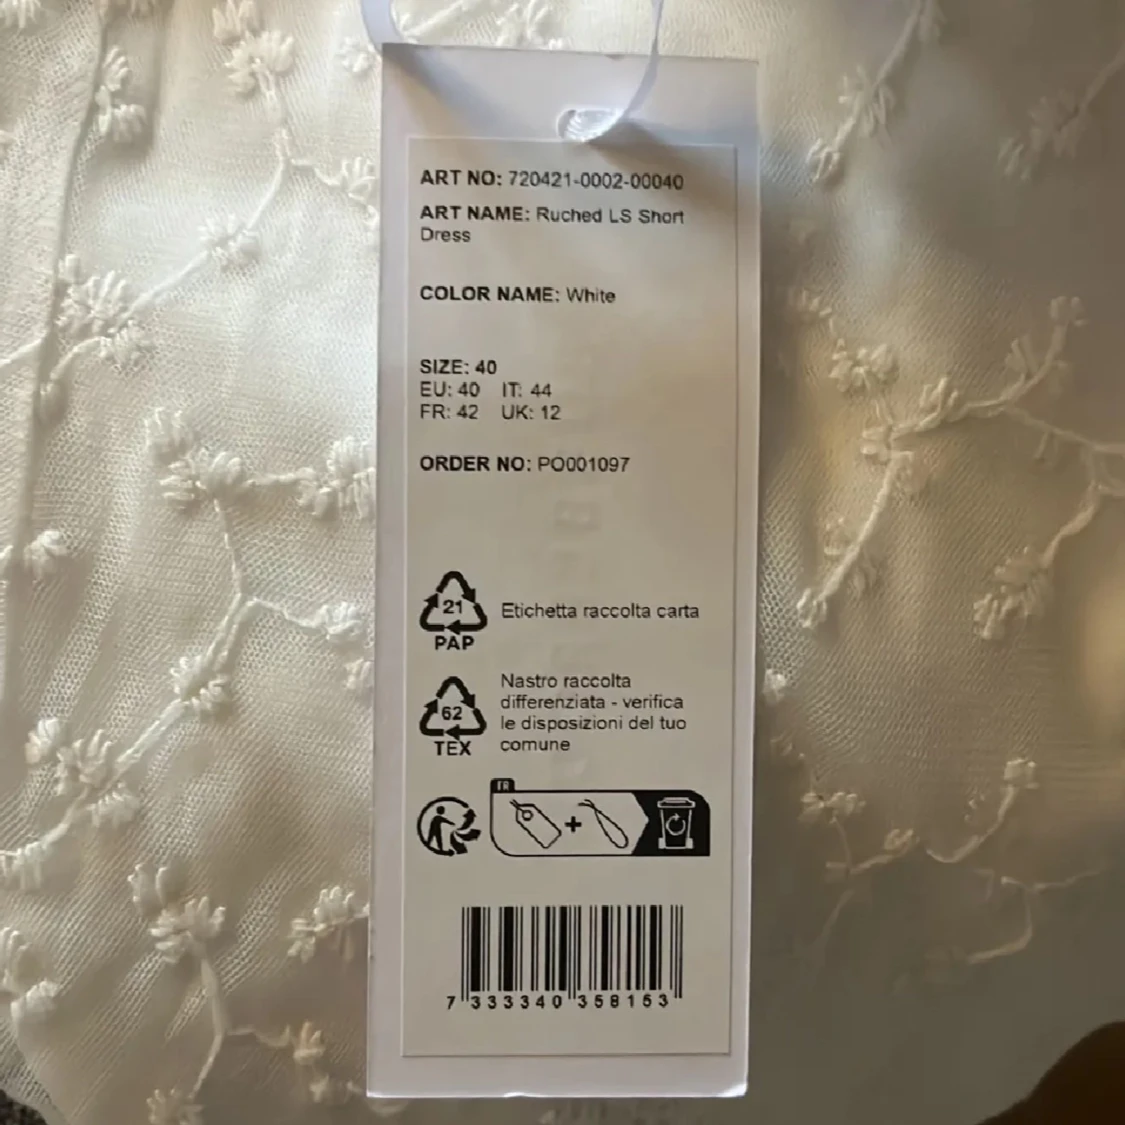 ART NO: 720421-0002-00040
ART NAME: Ruched LS Short
Dress
COLOR NAME: White
SIZE: 40
EU: 40 IT: 44
FR: 42 UK: 12
ORDER NO: PO001097
21
PAP
Etichetta raccolta carta
62
TEX
Nastro raccolta
differenziata - verifica
le disposizioni del tuo
comune
FR
+
7 333340 358153